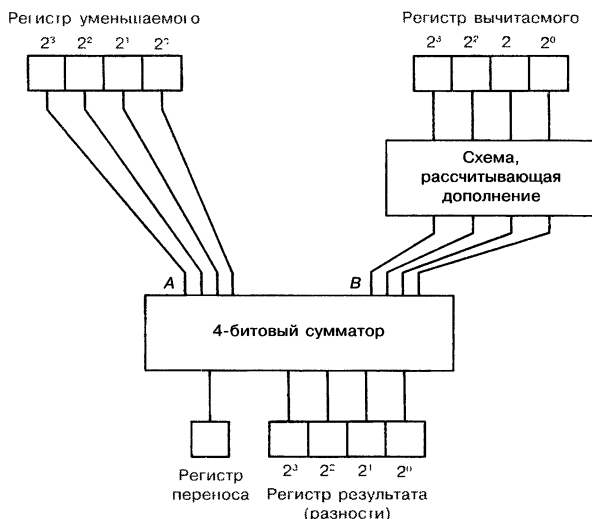 Регистр уменьшаемого
2³ 2² 2¹ 2⁰
Регистр вычитаемого
2³ 2² 2 2⁰
Схема,
рассчитывающая
дополнение
A
B
4-битовый сумматор
2³ 2² 2¹ 2⁰
Регистр
переноса
Регистр результата
(разности)